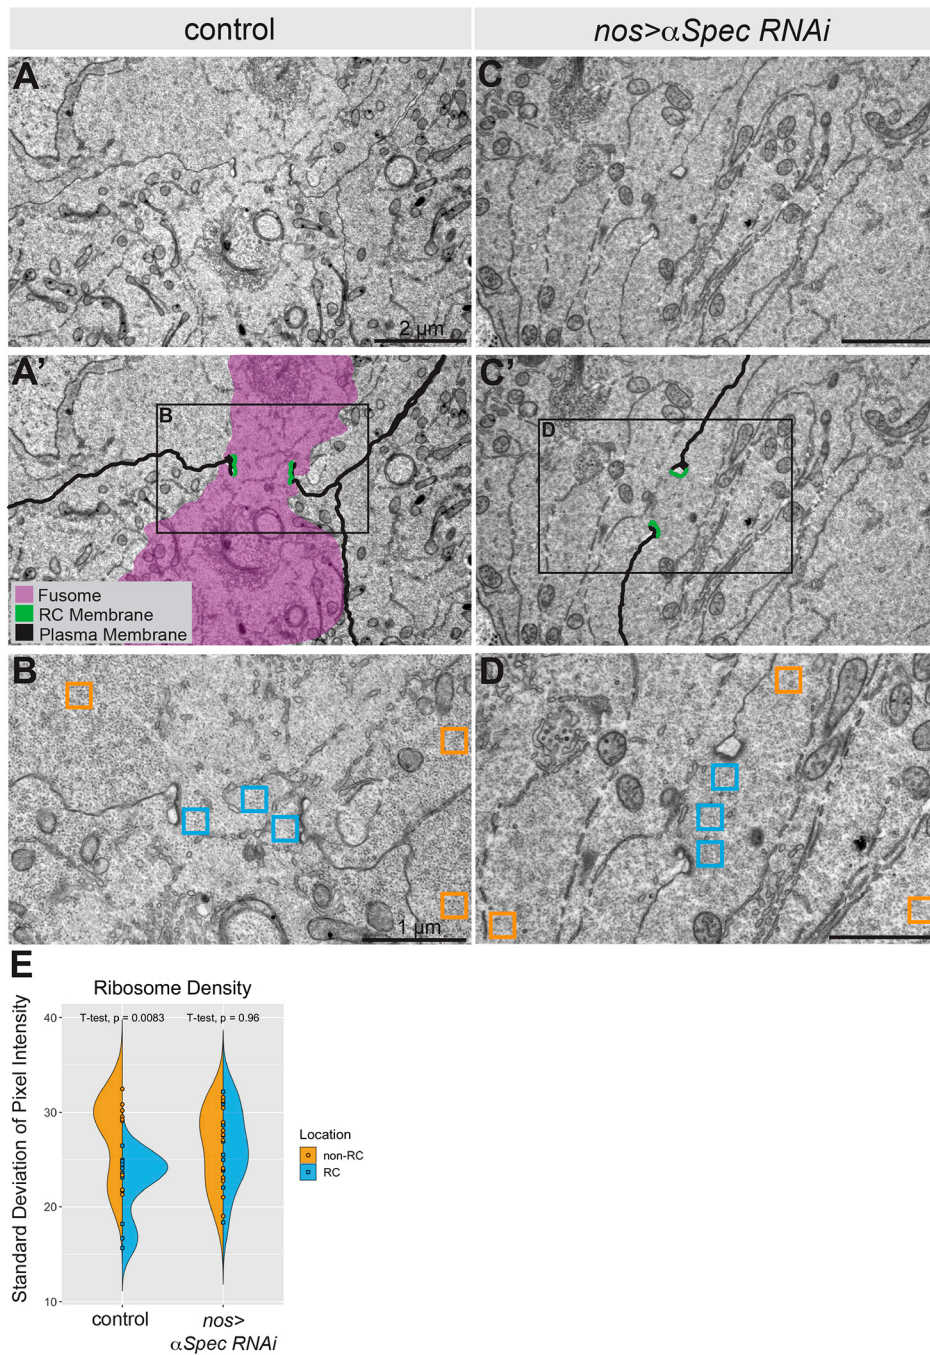 control
nos>αSpec RNAi
A
C
2 µm
A’
C’
B
D
Fusome
RC Membrane
Plasma Membrane
B
D
1 µm
E
Ribosome Density
Standard Deviation of Pixel Intensity
T-test, p = 0.0083
T-test, p = 0.96
40
30
20
10
Location
non-RC
RC
control
nos>
αSpec RNAi